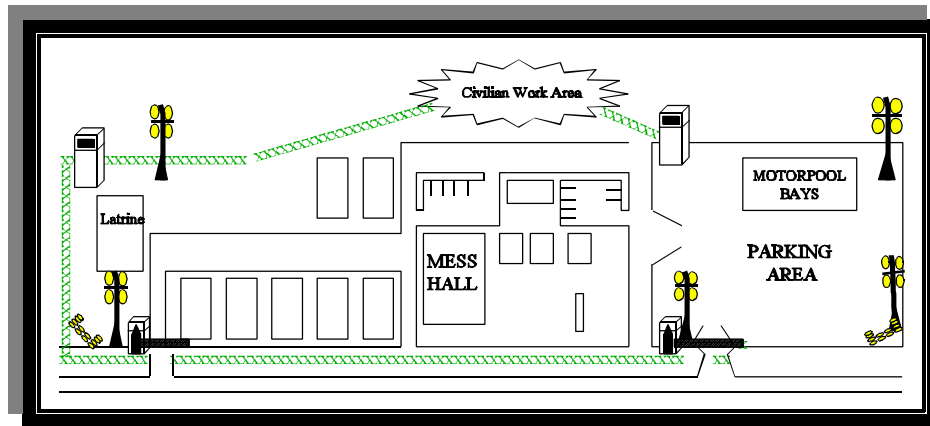 Civilian Work Area
MOTORPOOL
BAYS
Latrine
MESS
HALL
PARKING
AREA